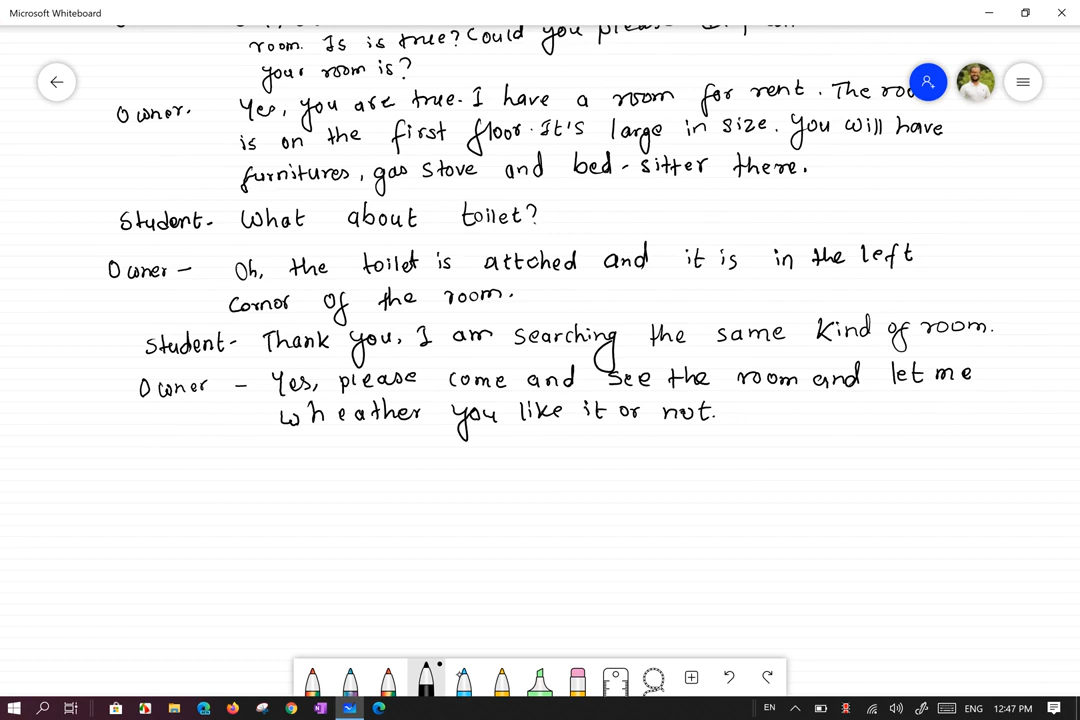 Microsoft Whiteboard
room. Is is true? Could you please
your room is?
Owner. Yes, you are true. I have a room for rent. The roo
is on the first floor. It's large in size. You will have
furnitures, gas stove and bed-sitter there.
Student- What about toilet?
Owner - Oh, the toilet is attched and it is in the left
cornor of the room.
Student- Thank you, I am searching the same kind of room.
Owner - Yes, please come and see the room and let me
wheather you like it or not.
EN ENG 12:47 PM